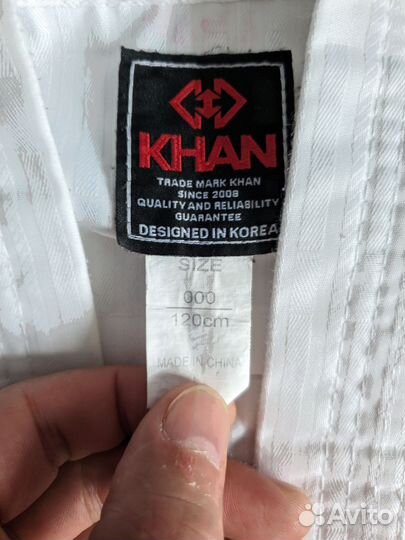 KHAN
TRADE MARK KHAN
SINCE 2008
QUALITY AND RELIABILITY
GUARANTEE
DESIGNED IN KOREA
SIZE
000
120cm
MADE IN CHINA
Avito